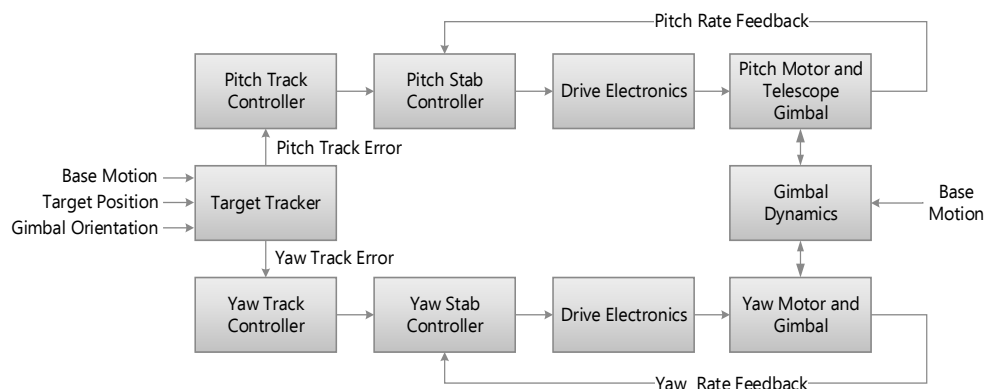 Pitch Rate Feedback
Pitch Track
Controller
Pitch Stab
Controller
Drive Electronics
Pitch Motor and
Telescope
Gimbal
Pitch Track Error
Base Motion
Target Position
Gimbal Orientation
Target Tracker
Gimbal
Dynamics
Base
Motion
Yaw Track Error
Yaw Track
Controller
Yaw Stab
Controller
Drive Electronics
Yaw Motor and
Gimbal
Yaw Rate Feedback